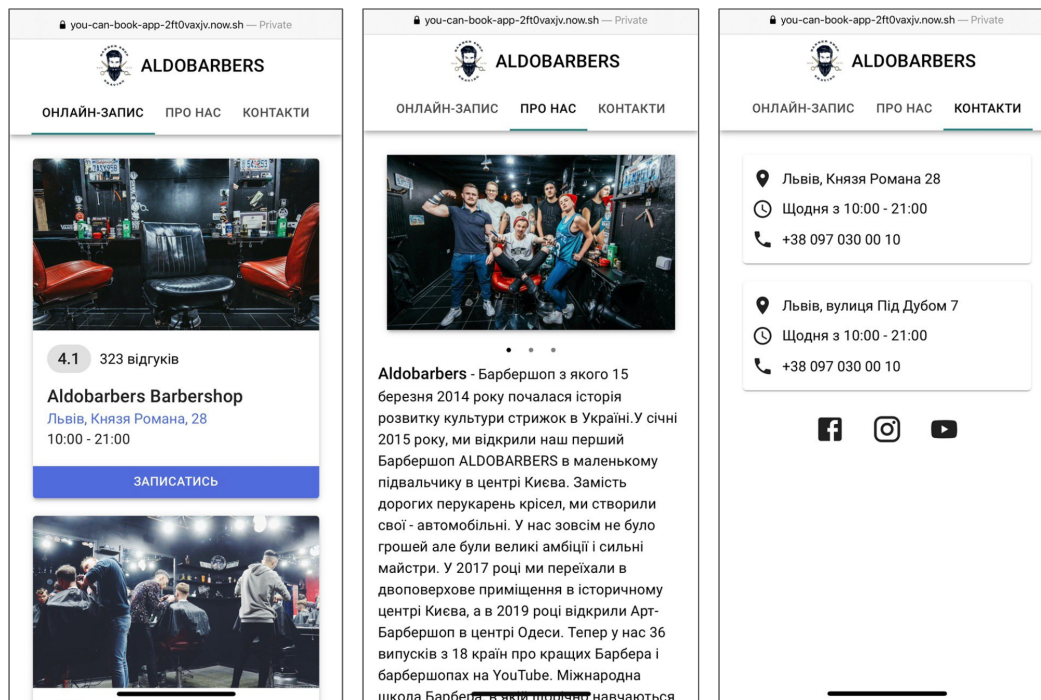 you-can-book-app-2ft0vaxjv.now.sh — Private
ALDOBARBERS
ОНЛАЙН-ЗАПИС ПРО НАС КОНТАКТИ
4.1 323 відгуків
Aldobarbers Barbershop
Львів, Князя Романа, 28
10:00 - 21:00
ЗАПИСАТИСЬ
you-can-book-app-2ft0vaxjv.now.sh — Private
ALDOBARBERS
ОНЛАЙН-ЗАПИС ПРО НАС КОНТАКТИ
Aldobarbers - Барбершоп з якого 15
березня 2014 року почалася історія
розвитку культури стрижок в Україні.У січні
2015 року, ми відкрили наш перший
Барбершоп ALDOBARBERS в маленькому
підвальчику в центрі Києва. Замість
дорогих перукарень крісел, ми створили
свої - автомобільні. У нас зовсім не було
грошей але були великі амбіції і сильні
майстри. У 2017 році ми переїхали в
двоповерхове приміщення в історичному
центрі Києва, а в 2019 році відкрили Арт-
Барбершоп в центрі Одеси. Тепер у нас 36
випусків з 18 країн про кращих Барбера і
барбершопах на YouTube. Міжнародна
школа Барбера, в якій щорічно навчаються
you-can-book-app-2ft0vaxjv.now.sh — Private
ALDOBARBERS
ОНЛАЙН-ЗАПИС ПРО НАС КОНТАКТИ
Львів, Князя Романа 28
Щодня з 10:00 - 21:00
+38 097 030 00 10
Львів, вулиця Під Дубом 7
Щодня з 10:00 - 21:00
+38 097 030 00 10